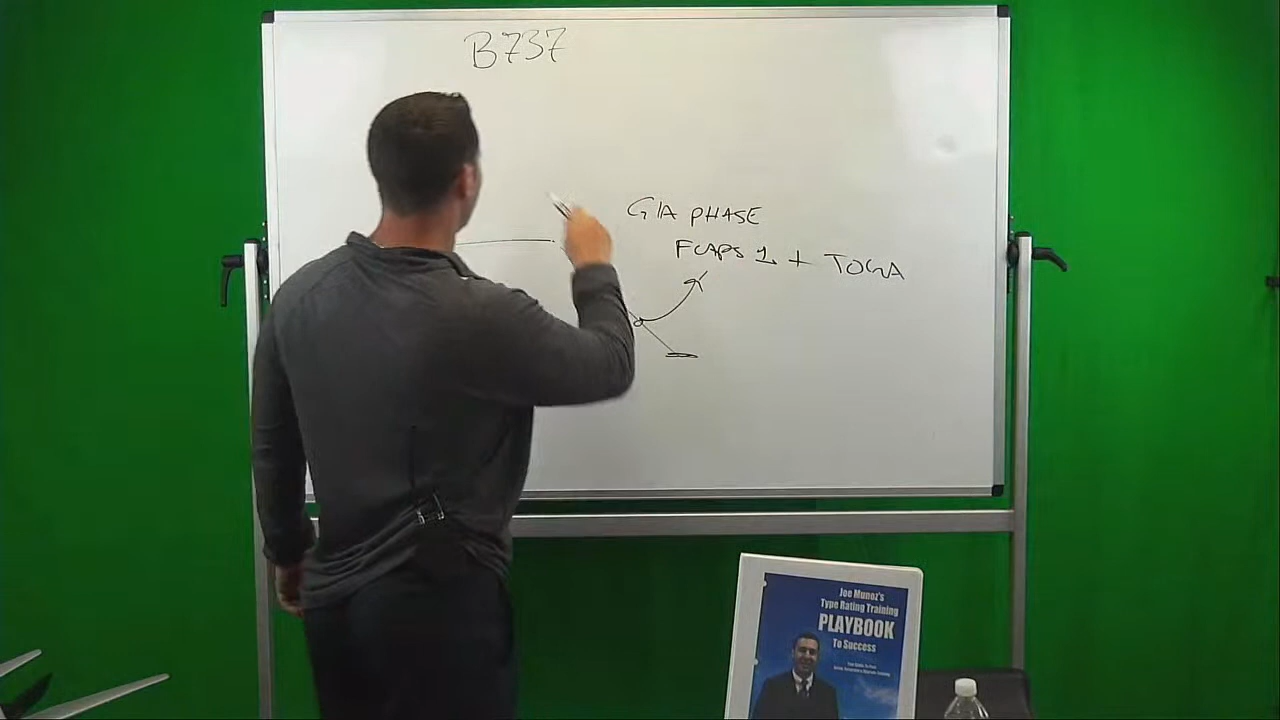 B737
G/A PHASE
FLAPS 1 + TOGA
Joe Munoz's
Type Rating Training
PLAYBOOK
To Success